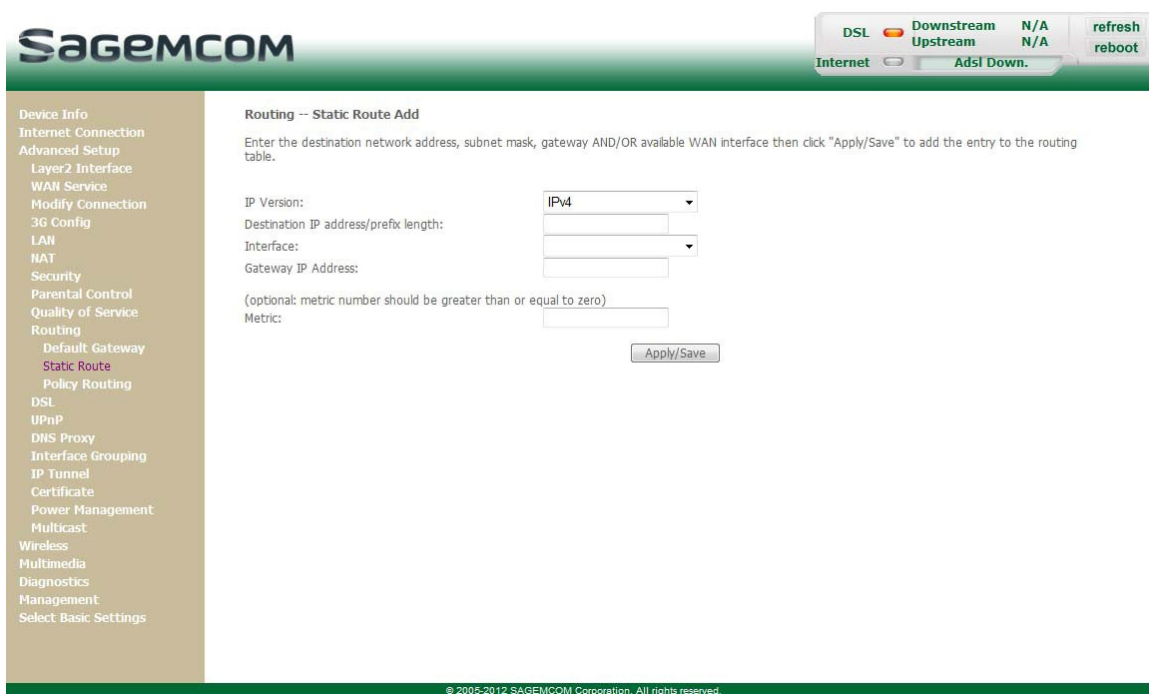 SAGEMCOM
DSL Downstream N/A
Upstream N/A
Internet Adsl Down.
refresh
reboot
Device Info
Internet Connection
Advanced Setup
Layer2 Interface
WAN Service
Modify Connection
3G Config
LAN
NAT
Security
Parental Control
Quality of Service
Routing
Default Gateway
Static Route
Policy Routing
DSL
UPnP
DNS Proxy
Interface Grouping
IP Tunnel
Certificate
Power Management
Multicast
Wireless
Multimedia
Diagnostics
Management
Select Basic Settings
Routing -- Static Route Add
Enter the destination network address, subnet mask, gateway AND/OR available WAN interface then click "Apply/Save" to add the entry to the routing
table.
IP Version: IPv4
Destination IP address/prefix length:
Interface:
Gateway IP Address:
(optional: metric number should be greater than or equal to zero)
Metric:
Apply/Save
© 2005-2012 SAGEMCOM Corporation. All rights reserved.